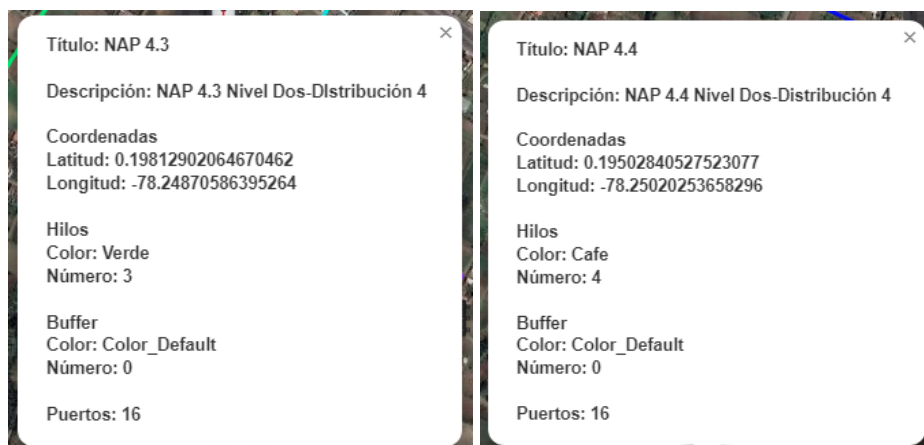 Título: NAP 4.3
Descripción: NAP 4.3 Nivel Dos-DIstribución 4
Coordenadas
Latitud: 0.19812902064670462
Longitud: -78.24870586395264
Hilos
Color: Verde
Número: 3
Buffer
Color: Color_Default
Número: 0
Puertos: 16
Título: NAP 4.4
Descripción: NAP 4.4 Nivel Dos-Distribución 4
Coordenadas
Latitud: 0.19502840527523077
Longitud: -78.25020253658296
Hilos
Color: Cafe
Número: 4
Buffer
Color: Color_Default
Número: 0
Puertos: 16